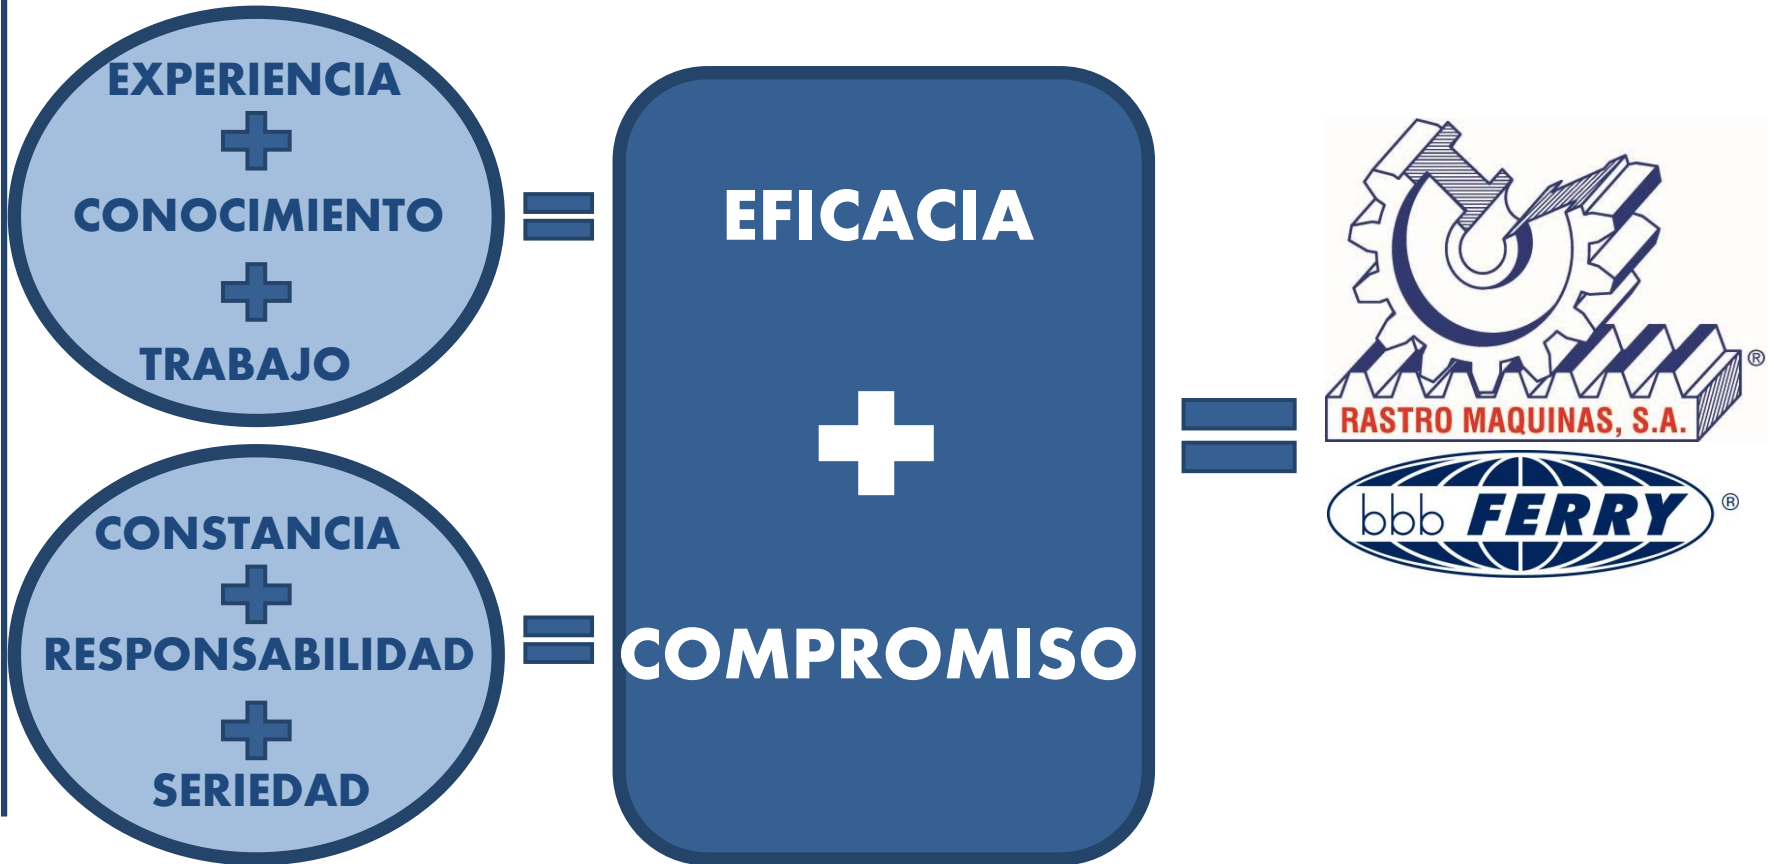 EXPERIENCIA
CONOCIMIENTO
TRABAJO
CONSTANCIA
RESPONSABILIDAD
SERIEDAD
EFICACIA
COMPROMISO
®
RASTRO MAQUINAS, S.A.
bbb FERRY ®